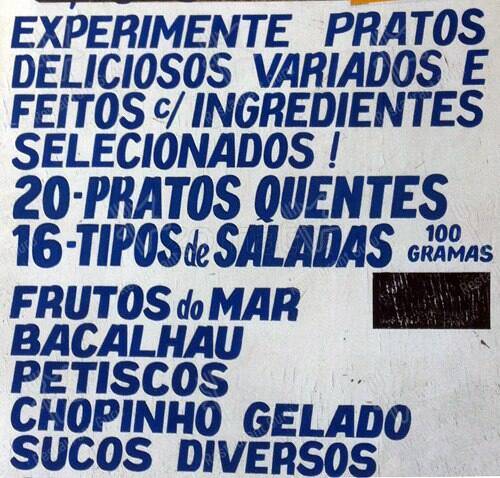 EXPERIMENTE PRATOS
DELICIOSOS VARIADOS E
FEITOS c/ INGREDIENTES
SELECIONADOS !
20-PRATOS QUENTES
16-TIPOS de SALADAS 100 GRAMAS
FRUTOS do MAR
BACALHAU
PETISCOS
CHOPINHO GELADO
SUCOS DIVERSOS